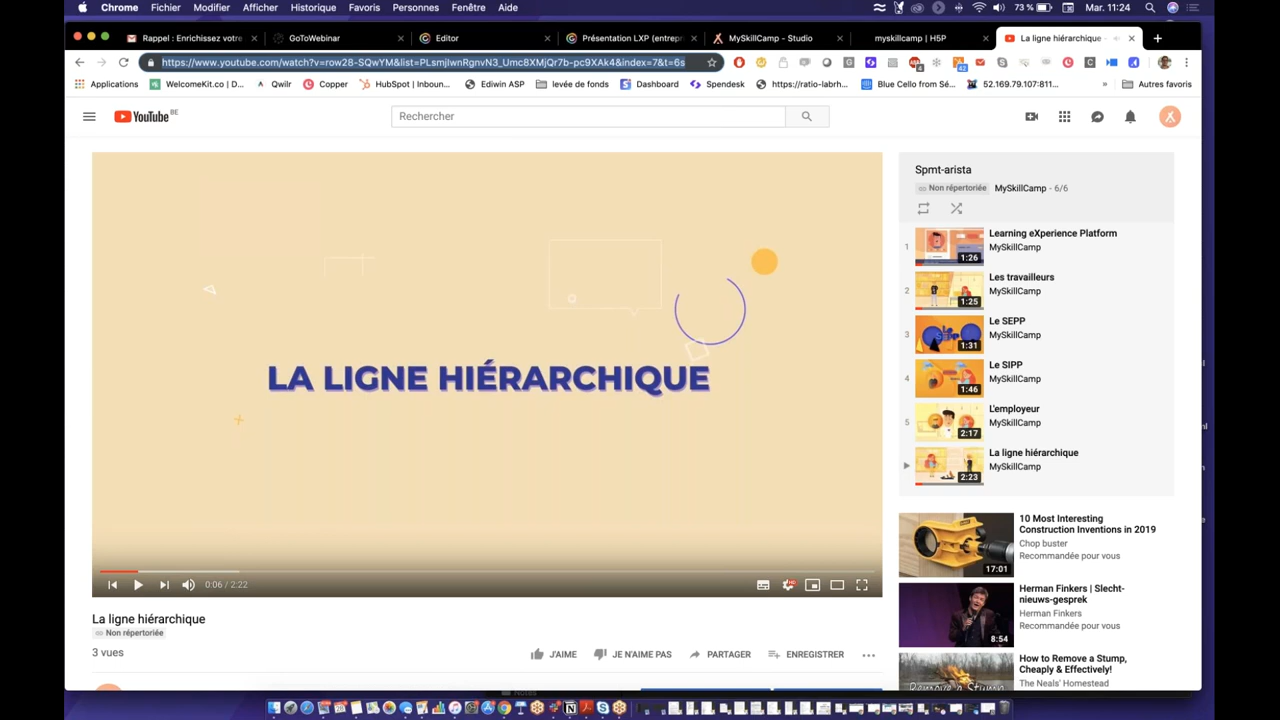 Chrome Fichier Modifier Afficher Historique Favoris Personnes Fenêtre Aide 73 % Mar. 11:24
Rappel : Enrichissez votre
GoToWebinar
Editor
Présentation LXP (entrepr
MySkillCamp - Studio
myskillcamp | H5P
La ligne hiérarchique -
https://www.youtube.com/watch?v=row28-SQwYM&list=PLsmjIwnRgnvN3_Umc8XMjQr7b-pc9XAk4&index=7&t=6s
Applications WelcomeKit.co | D... Qwilr Copper HubSpot | Inboun... Edwin ASP levée de fonds Dashboard Spendesk https://ratio-labrh... Blue Cello from Sé... 52.169.79.107:811... » Autres favoris
YouTube BE
Rechercher
LA LIGNE HIÉRARCHIQUE
0:06 / 2:22
La ligne hiérarchique
Non répertoriée
3 vues
J'AIME JE N'AIME PAS PARTAGER ENREGISTRER
Spmt-arista
Non répertoriée MySkillCamp - 6/6
1
Learning eXperience Platform
MySkillCamp
1:26
2
Les travailleurs
MySkillCamp
1:25
3
Le SEPP
MySkillCamp
1:31
4
Le SIPP
MySkillCamp
1:46
5
L'employeur
MySkillCamp
2:17
La ligne hiérarchique
MySkillCamp
2:23
10 Most Interesting
Construction Inventions in 2019
Chop buster
Recommandée pour vous
17:01
Herman Finkers | Slecht-
nieuws-gesprek
Herman Finkers
Recommandée pour vous
8:54
How to Remove a Stump,
Cheaply & Effectively!
The Neals' Homestead
Remove a Stump
Notes